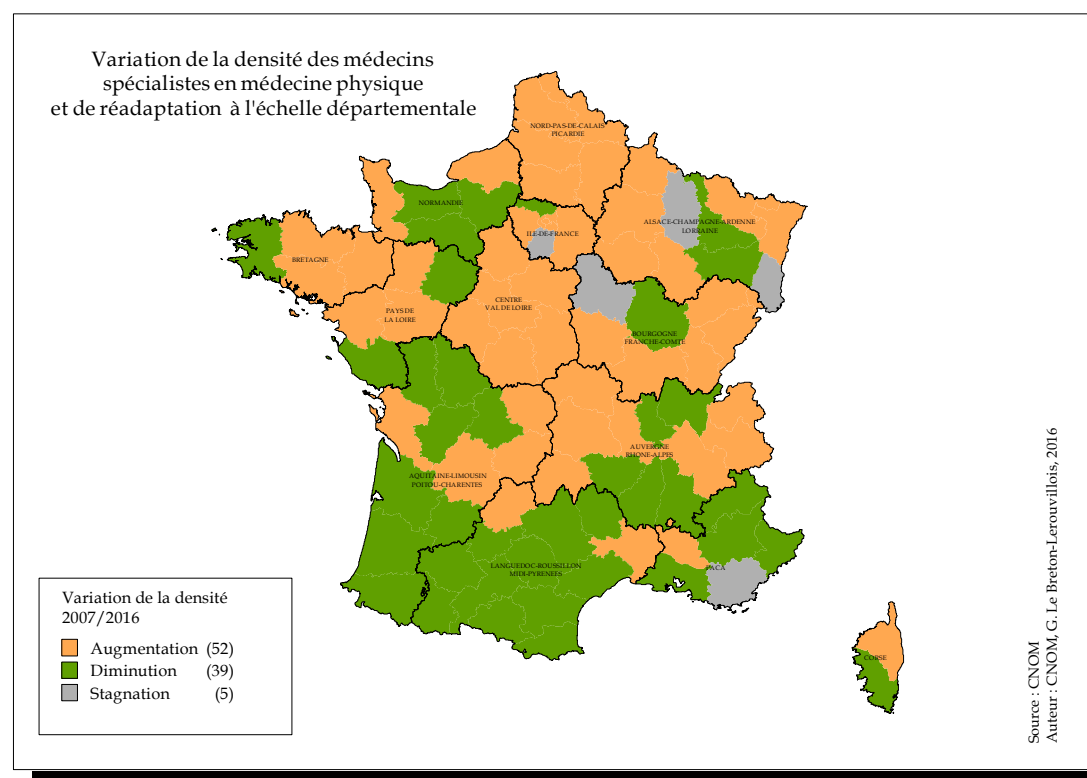 Variation de la densité des médecins
spécialistes en médecine physique
et de réadaptation à l'échelle départementale
NORD-PAS-DE-CALAIS
PICARDIE
NORMANDIE
ILE-DE-FRANCE
ALSACE-CHAMPAGNE-ARDENNE
LORRAINE
BRETAGNE
PAYS DE
LA LOIRE
CENTRE
VAL DE LOIRE
BOURGOGNE
FRANCHE-COMTE
AUVERGNE
RHONE-ALPES
AQUITAINE-LIMOUSIN
POITOU-CHARENTES
LANGUEDOC-ROUSSILLON
MIDI-PYRENEES
PACA
CORSE
Variation de la densité
2007/2016
Augmentation (52)
Diminution (39)
Stagnation (5)
Source : CNOM
Auteur : CNOM, G. Le Breton-Lerouvillois, 2016